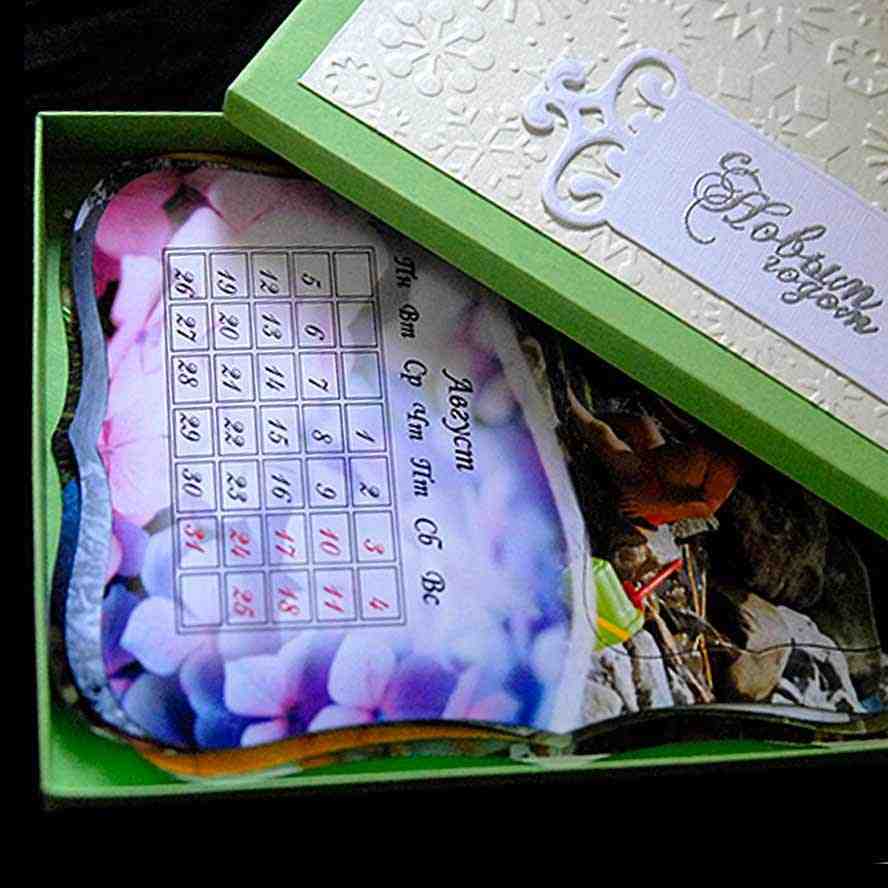 с Новым
годом
Август
Пн Вт Ср Чт Пт Сб Вс
1 2 3 4
5 6 7 8 9 10 11
12 13 14 15 16 17 18
19 20 21 22 23 24 25
26 27 28 29 30 31